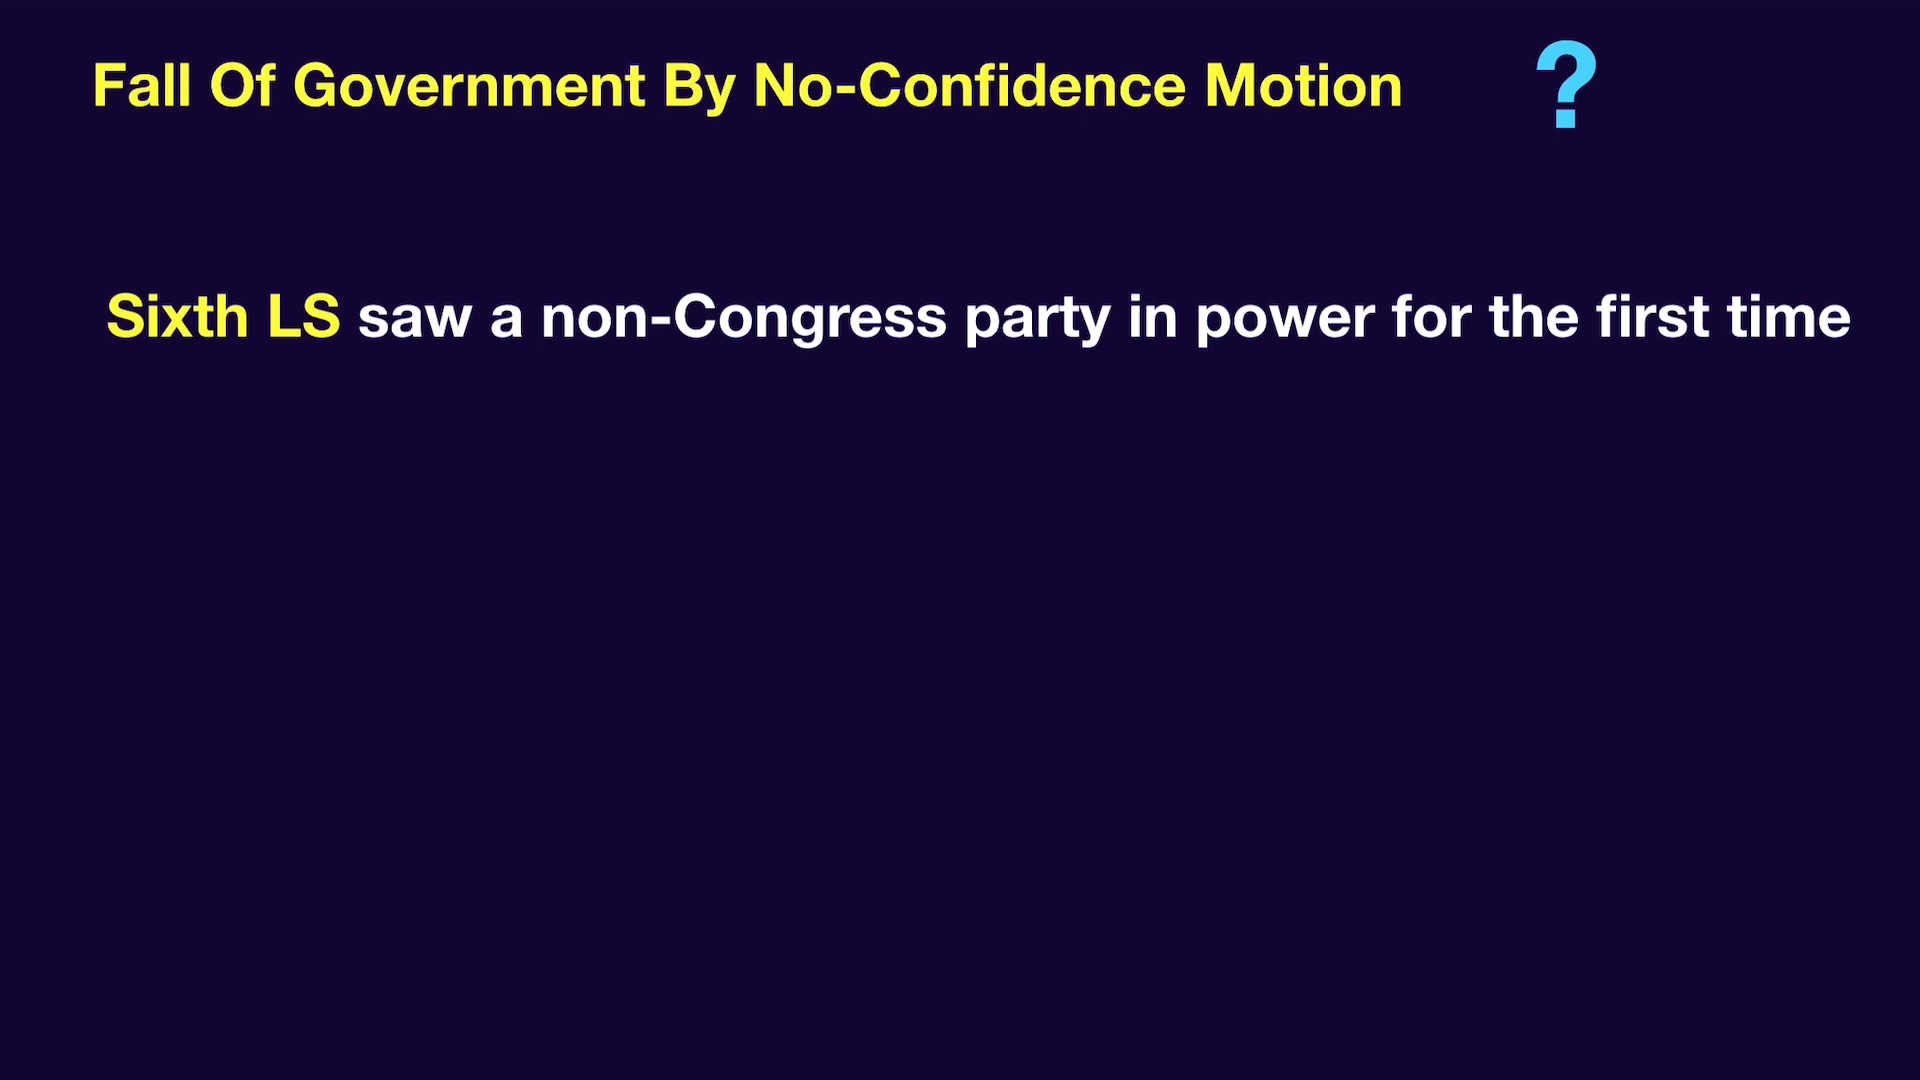 Fall Of Government By No-Confidence Motion ?
Sixth LS saw a non-Congress party in power for the first time